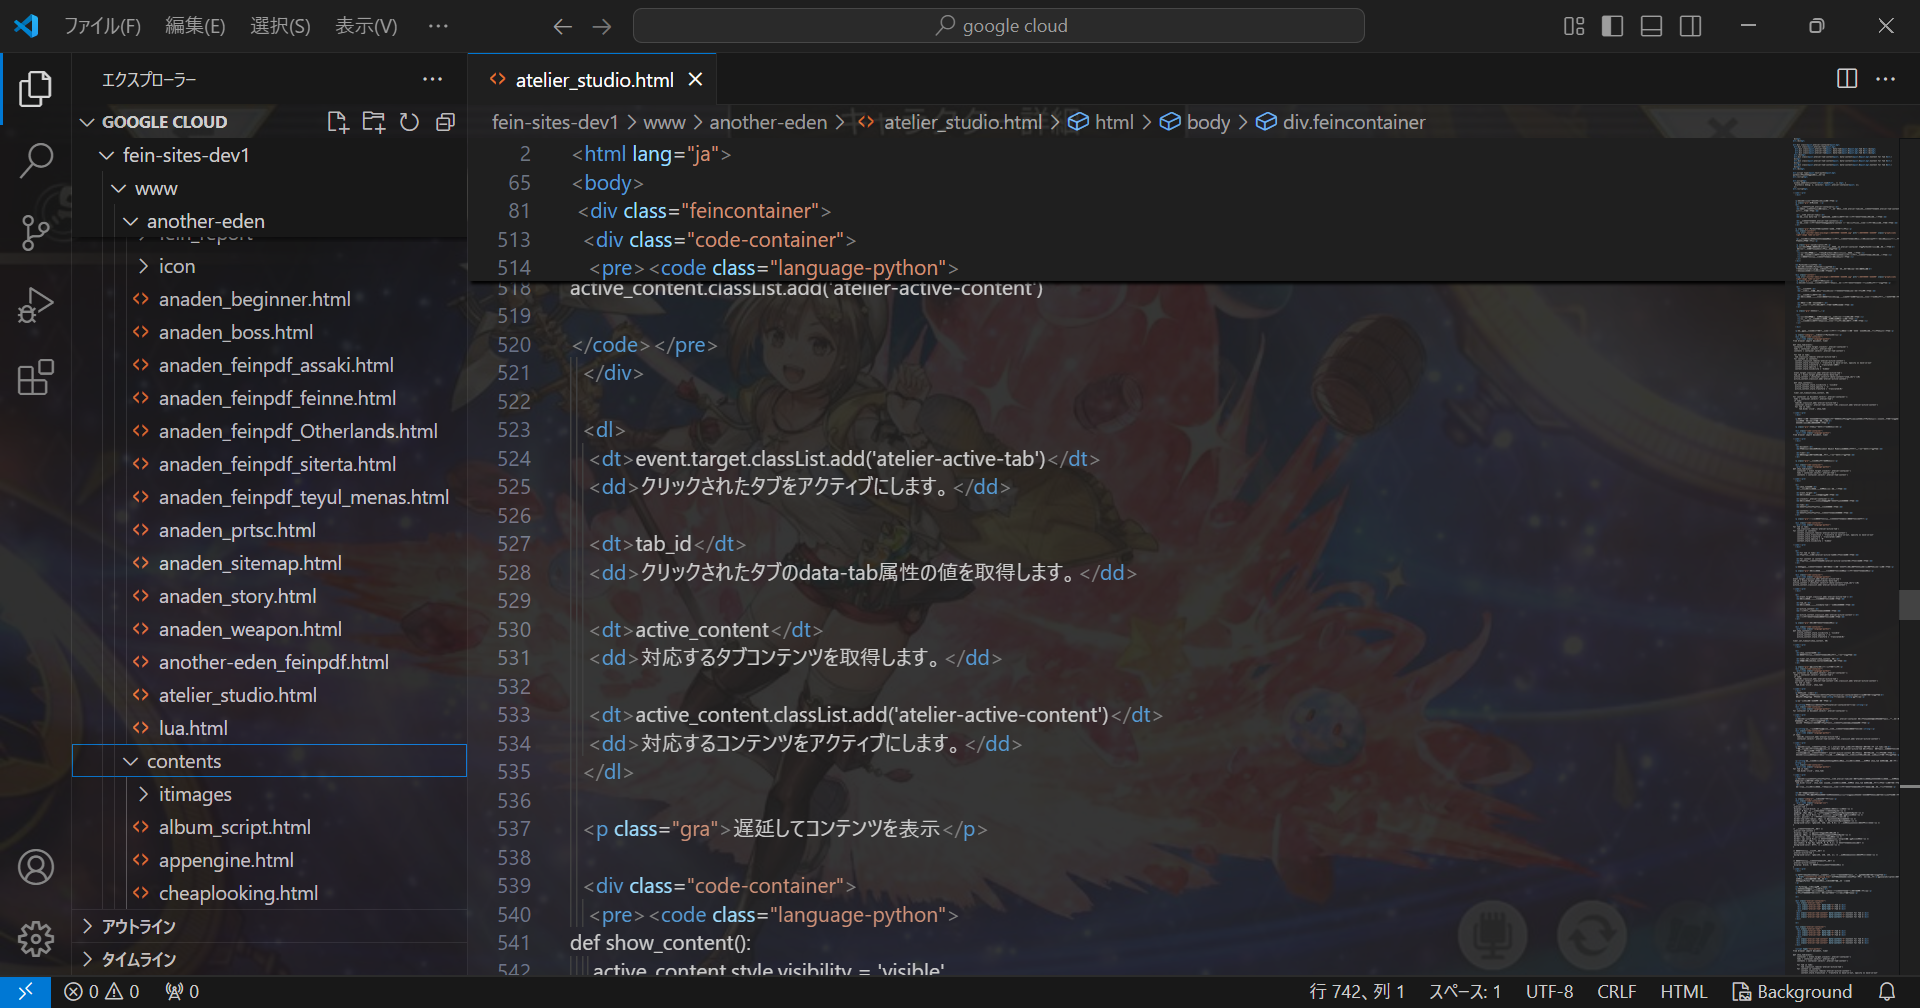 ファイル(F) 編集(E) 選択(S) 表示(V) ··· google cloud
エクスプローラー
GOOGLE CLOUD
fein-sites-dev1
www
another-eden
fein_report
icon
anaden_beginner.html
anaden_boss.html
anaden_feinpdf_assaki.html
anaden_feinpdf_feinne.html
anaden_feinpdf_Otherlands.html
anaden_feinpdf_siterta.html
anaden_feinpdf_teyul_menas.html
anaden_prtsc.html
anaden_sitemap.html
anaden_story.html
anaden_weapon.html
another-eden_feinpdf.html
atelier_studio.html
lua.html
contents
itimages
album_script.html
appengine.html
cheaplooking.html
アウトライン
タイムライン
atelier_studio.html
fein-sites-dev1 > www > another-eden > atelier_studio.html > html > body > div.feincontainer
2 <html lang="ja">
65 <body>
81 <div class="feincontainer">
513 <div class="code-container">
514 <pre><code class="language-python">
518 active_content.classList.add('atelier-active-content')
519
520 </code></pre>
521 </div>
522
523 <dl>
524 <dt>event.target.classList.add('atelier-active-tab')</dt>
525 <dd>クリックされたタブをアクティブにします。</dd>
526
527 <dt>tab_id</dt>
528 <dd>クリックされたタブのdata-tab属性の値を取得します。</dd>
529
530 <dt>active_content</dt>
531 <dd>対応するタブコンテンツを取得します。</dd>
532
533 <dt>active_content.classList.add('atelier-active-content')</dt>
534 <dd>対応するコンテンツをアクティブにします。</dd>
535 </dl>
536
537 <p class="gra">遅延してコンテンツを表示</p>
538
539 <div class="code-container">
540 <pre><code class="language-python">
541 def show_content():
542 active_content.style.visibility = 'visible'
0 0 0 行 742、列 1 スペース: 1 UTF-8 CRLF HTML Background